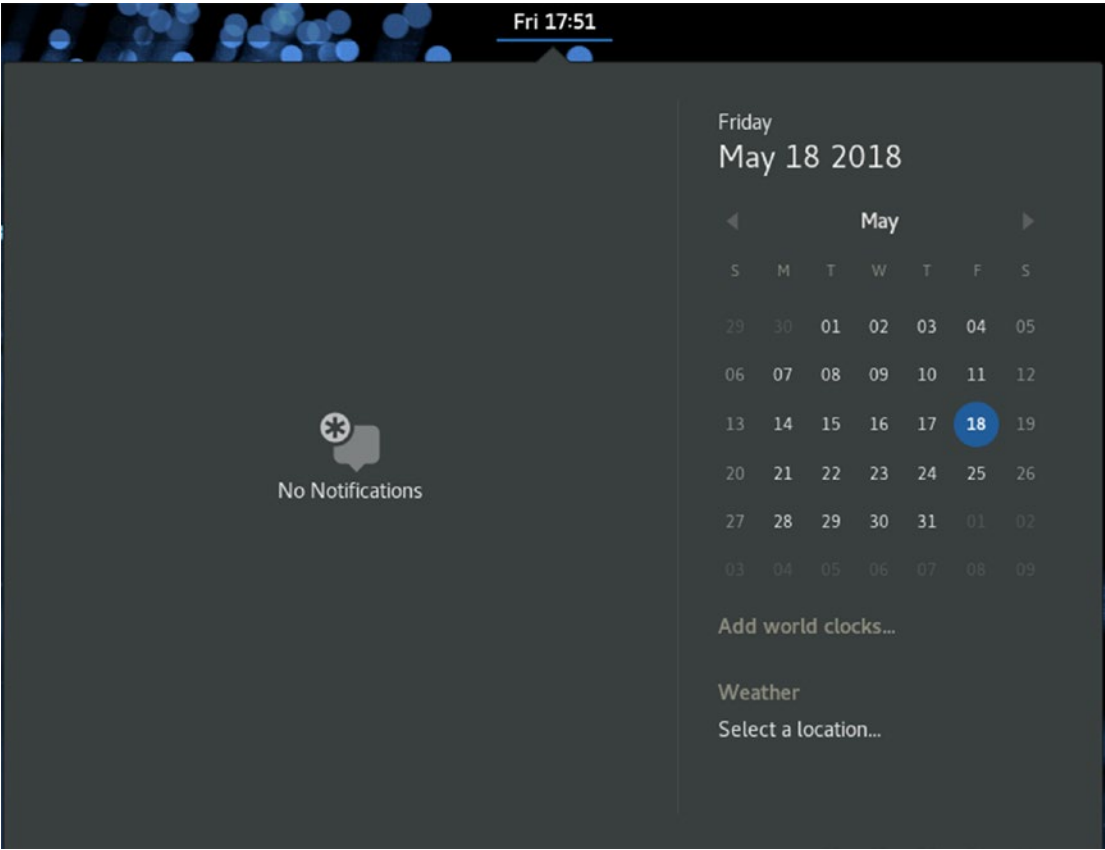 Fri 17:51
No Notifications
Friday
May 18 2018
May
S M T W T F S
29 30 01 02 03 04 05
06 07 08 09 10 11 12
13 14 15 16 17 18 19
20 21 22 23 24 25 26
27 28 29 30 31 01 02
03 04 05 06 07 08 09
Add world clocks...
Weather
Select a location...